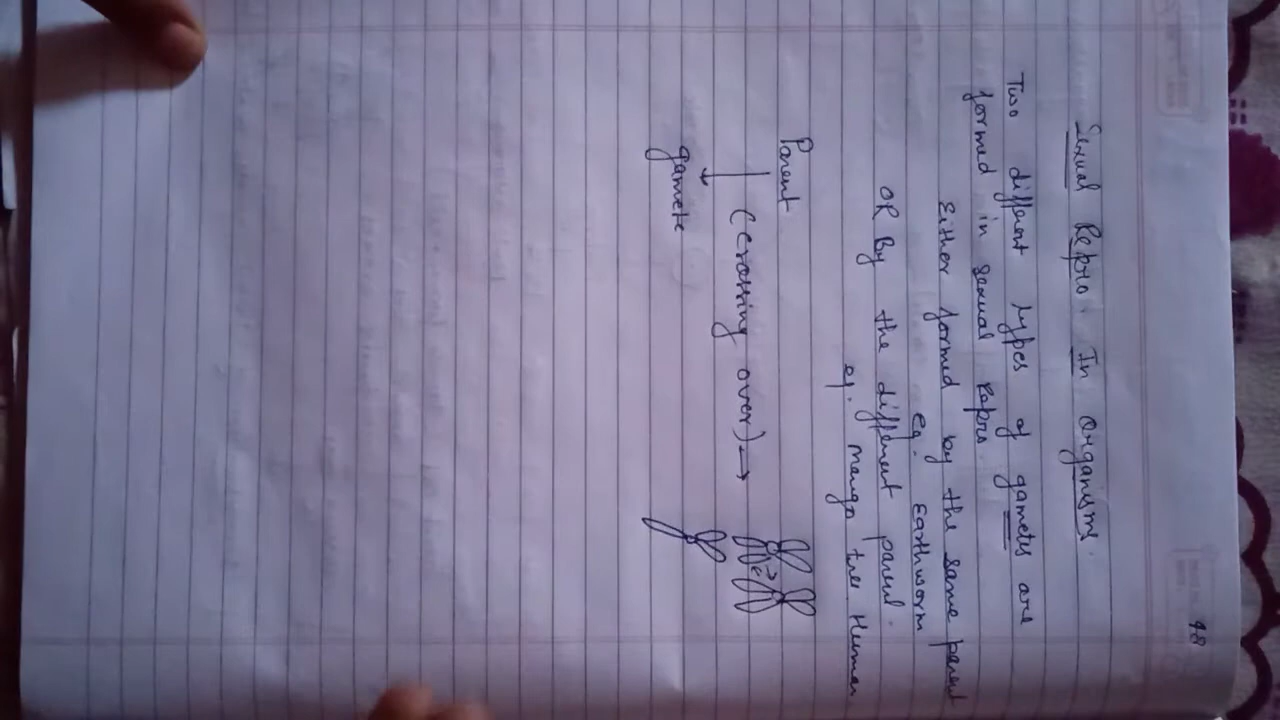 48
Sexual Repro. In organisms.
Two different types of gametes are
formed in sexual Repro.
Either formed by the same parent
eg. Earthworm
OR By the different parent.
eg. mango tree Human
Parent
(crossing over) →
gamete